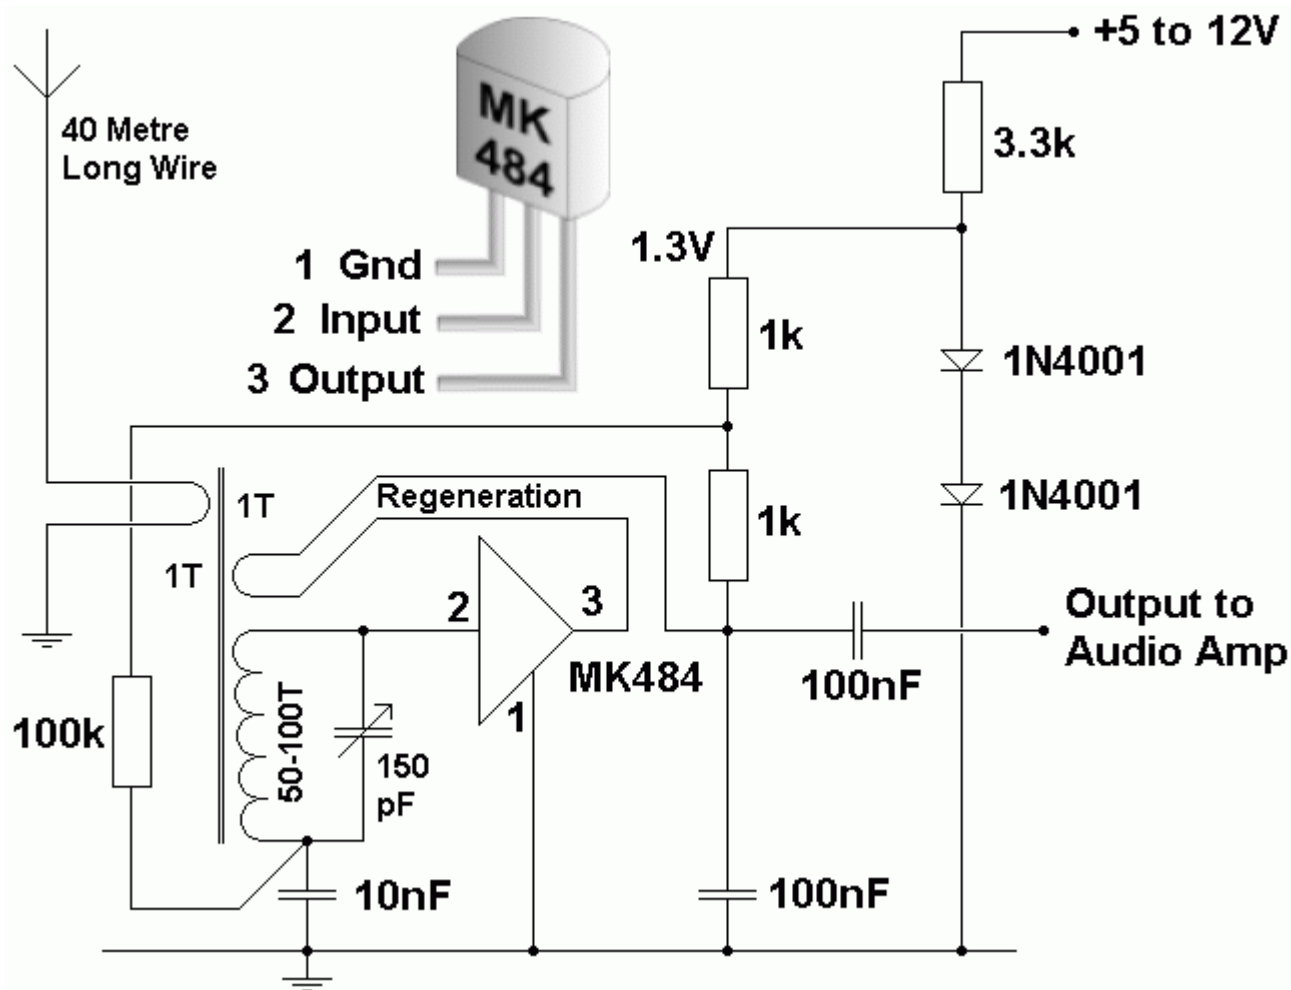 +5 to 12V
MK
484
40 Metre
Long Wire
3.3k
1.3V
1 Gnd
2 Input
3 Output
1k
1N4001
1T
Regeneration
1N4001
1k
1T
2
3
Output to
Audio Amp
MK484
100nF
1
100k
50-100T
150
pF
10nF
100nF